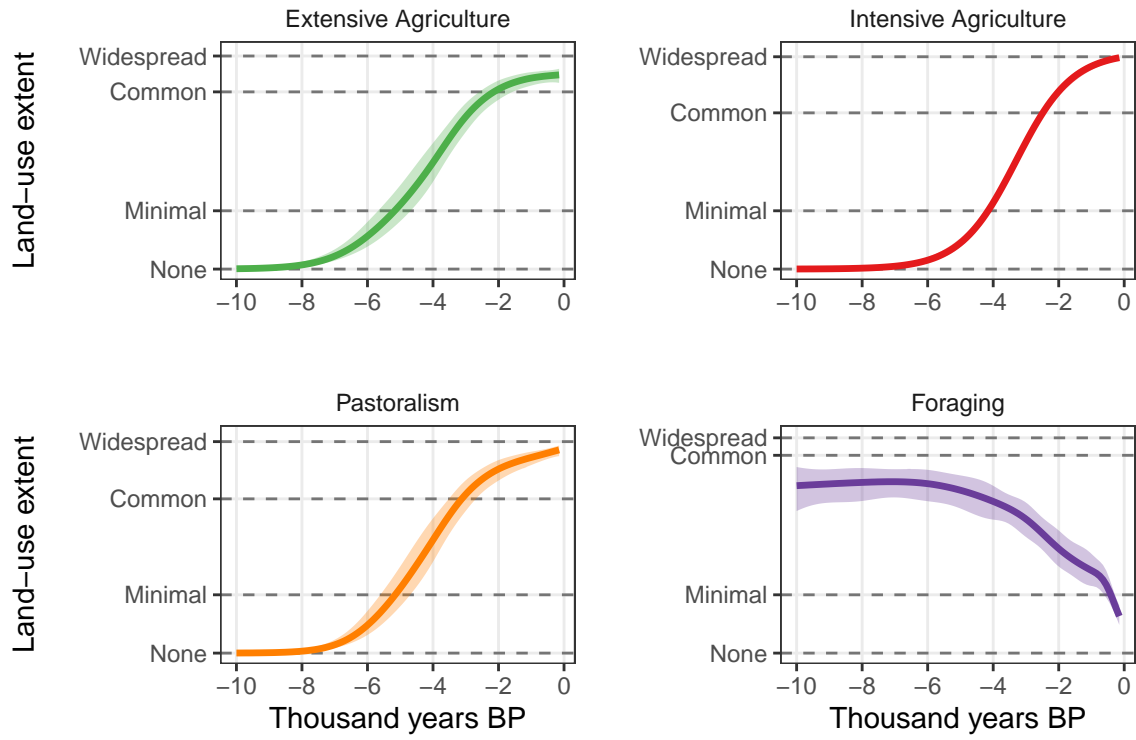 Extensive Agriculture
Intensive Agriculture
Land−use extent
Widespread
Common
Minimal
None
−10 −8 −6 −4 −2 0
Widespread
Common
Minimal
None
−10 −8 −6 −4 −2 0
Pastoralism
Foraging
Land−use extent
Widespread
Common
Minimal
None
−10 −8 −6 −4 −2 0
Thousand years BP
Widespread
Common
Minimal
None
−10 −8 −6 −4 −2 0
Thousand years BP